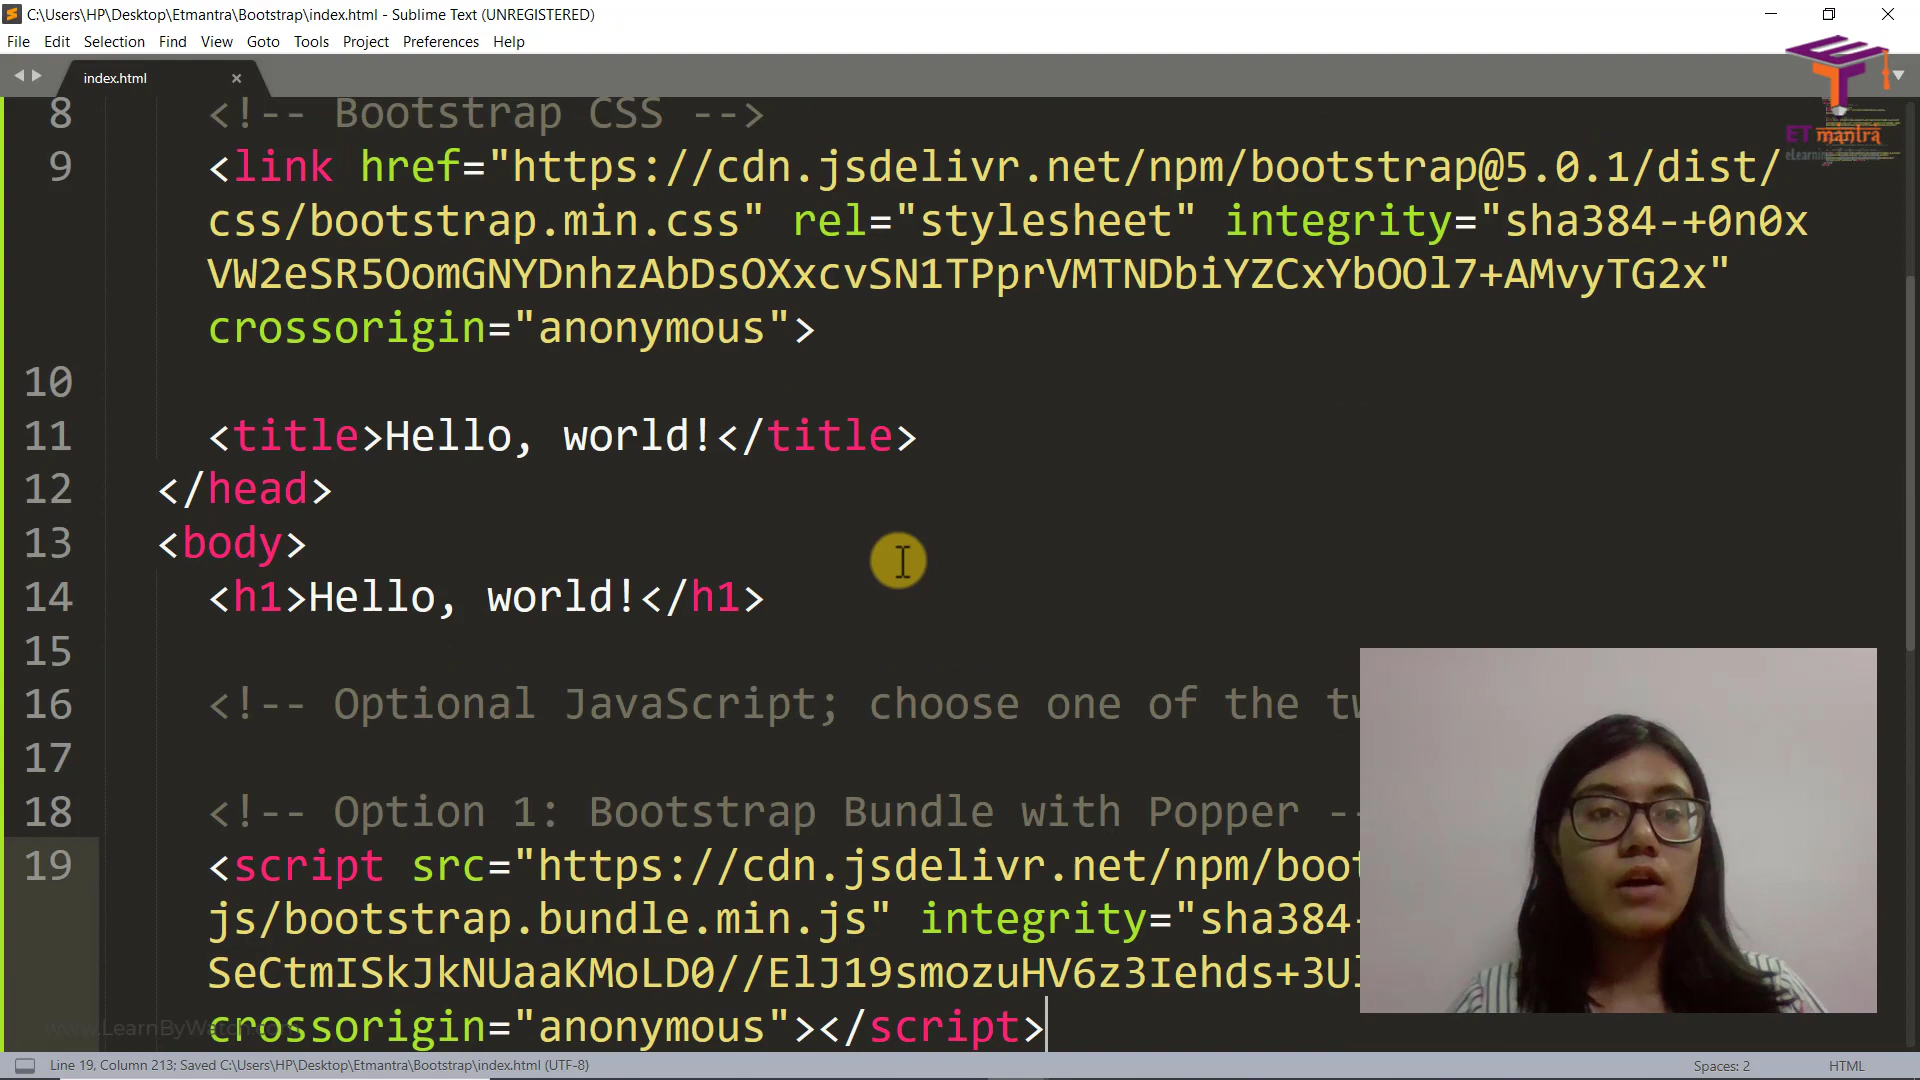 C:\Users\HP\Desktop\Etmantra\Bootstrap\index.html - Sublime Text (UNREGISTERED)
File Edit Selection Find View Goto Tools Project Preferences Help
index.html
ET mantra
eLearning Solutions
8 <!-- Bootstrap CSS -->
9 <link href="https://cdn.jsdelivr.net/npm/bootstrap@5.0.1/dist/
css/bootstrap.min.css" rel="stylesheet" integrity="sha384-+0n0x
VW2eSR5OomGNYDnhzAbDsOXxcvSN1TPprVMTNDbiYZCxYbOOl7+AMvyTG2x"
crossorigin="anonymous">
10
11 <title>Hello, world!</title>
12 </head>
13 <body>
14 <h1>Hello, world!</h1>
15
16 <!-- Optional JavaScript; choose one of the tw
17
18 <!-- Option 1: Bootstrap Bundle with Popper --
19 <script src="https://cdn.jsdelivr.net/npm/boot
js/bootstrap.bundle.min.js" integrity="sha384-
SeCtmISkJkNUaaKMoLD0//ElJ19smozuHV6z3Iehds+3Ul
crossorigin="anonymous"></script>
www.LearnByWatch.com
Line 19, Column 213; Saved C:\Users\HP\Desktop\Etmantra\Bootstrap\index.html (UTF-8)
Spaces: 2
HTML